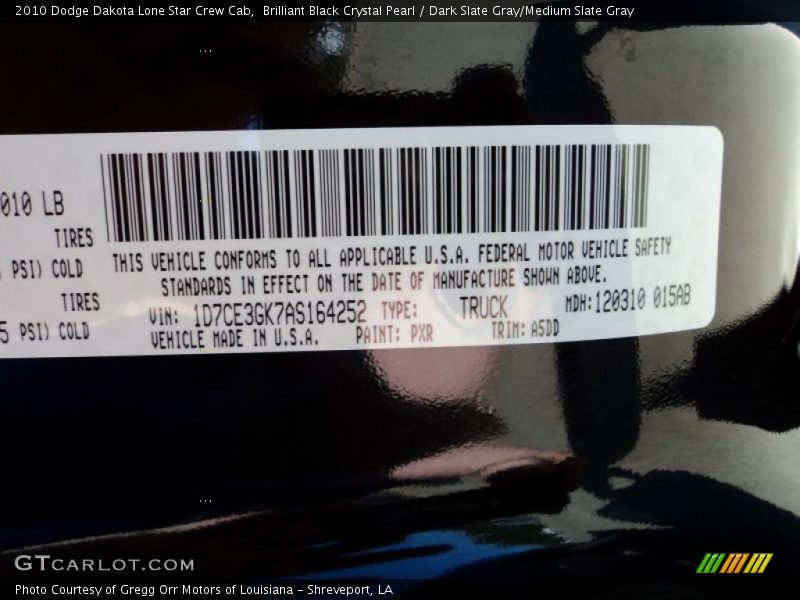 2010 Dodge Dakota Lone Star Crew Cab,  Brilliant Black Crystal Pearl / Dark Slate Gray/Medium Slate Gray
010 LB
TIRES
PSI) COLD
TIRES
5 PSI) COLD
THIS VEHICLE CONFORMS TO ALL APPLICABLE U.S.A. FEDERAL MOTOR VEHICLE SAFETY
STANDARDS IN EFFECT ON THE DATE OF MANUFACTURE SHOWN ABOVE.
VIN: 1D7CE3GK7AS164252 TYPE: TRUCK MDH:120310 015AB
VEHICLE MADE IN U.S.A. PAINT: PXR TRIM: A5DD
GTCARLOT.COM
Photo Courtesy of Gregg Orr Motors of Louisiana - Shreveport, LA